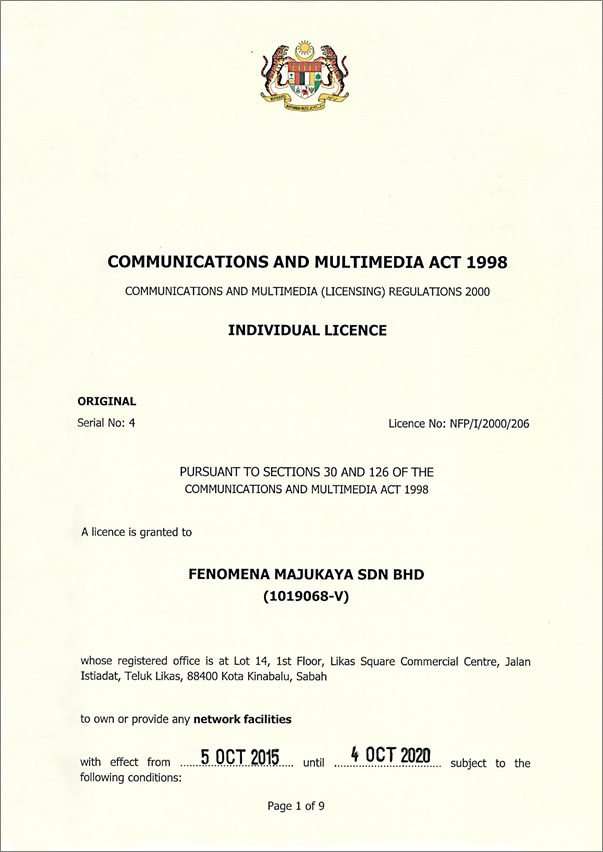 COMMUNICATIONS AND MULTIMEDIA ACT 1998
COMMUNICATIONS AND MULTIMEDIA (LICENSING) REGULATIONS 2000
INDIVIDUAL LICENCE
ORIGINAL
Serial No: 4
Licence No: NFP/I/2000/206
PURSUANT TO SECTIONS 30 AND 126 OF THE
COMMUNICATIONS AND MULTIMEDIA ACT 1998
A licence is granted to
FENOMENA MAJUKAYA SDN BHD
(1019068-V)
whose registered office is at Lot 14, 1st Floor, Likas Square Commercial Centre, Jalan
Istiadat, Teluk Likas, 88400 Kota Kinabalu, Sabah
to own or provide any network facilities
with effect from 5 OCT 2015 until 4 OCT 2020 subject to the
following conditions:
Page 1 of 9